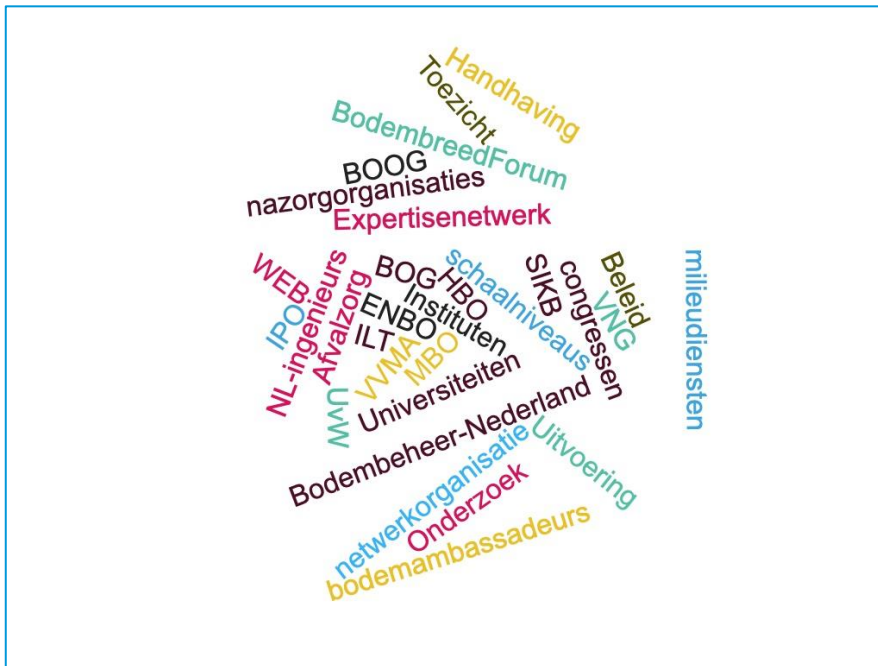 Handhaving
Toezicht
BodembreedForum
BOOG
nazorgorganisaties
Expertisenetwerk
WEB
NL-ingenieurs
IPO
Afvalzorg
BOG
HBO
schaalniveaus
SIKB
congressen
Beleid
VNG
milieudiensten
Instituten
ENBO
ILT
VVMA
MBO
UvW
Universiteiten
Bodembeheer-Nederland
netwerkorganisatie
Uitvoering
Onderzoek
bodemambassadeurs